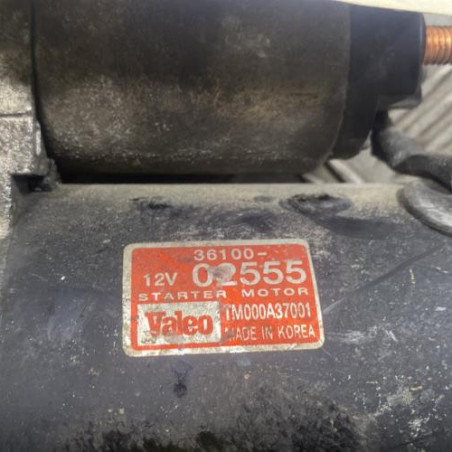 36100-
12V 02555
STARTER MOTOR
Valeo TM000A37001
MADE IN KOREA